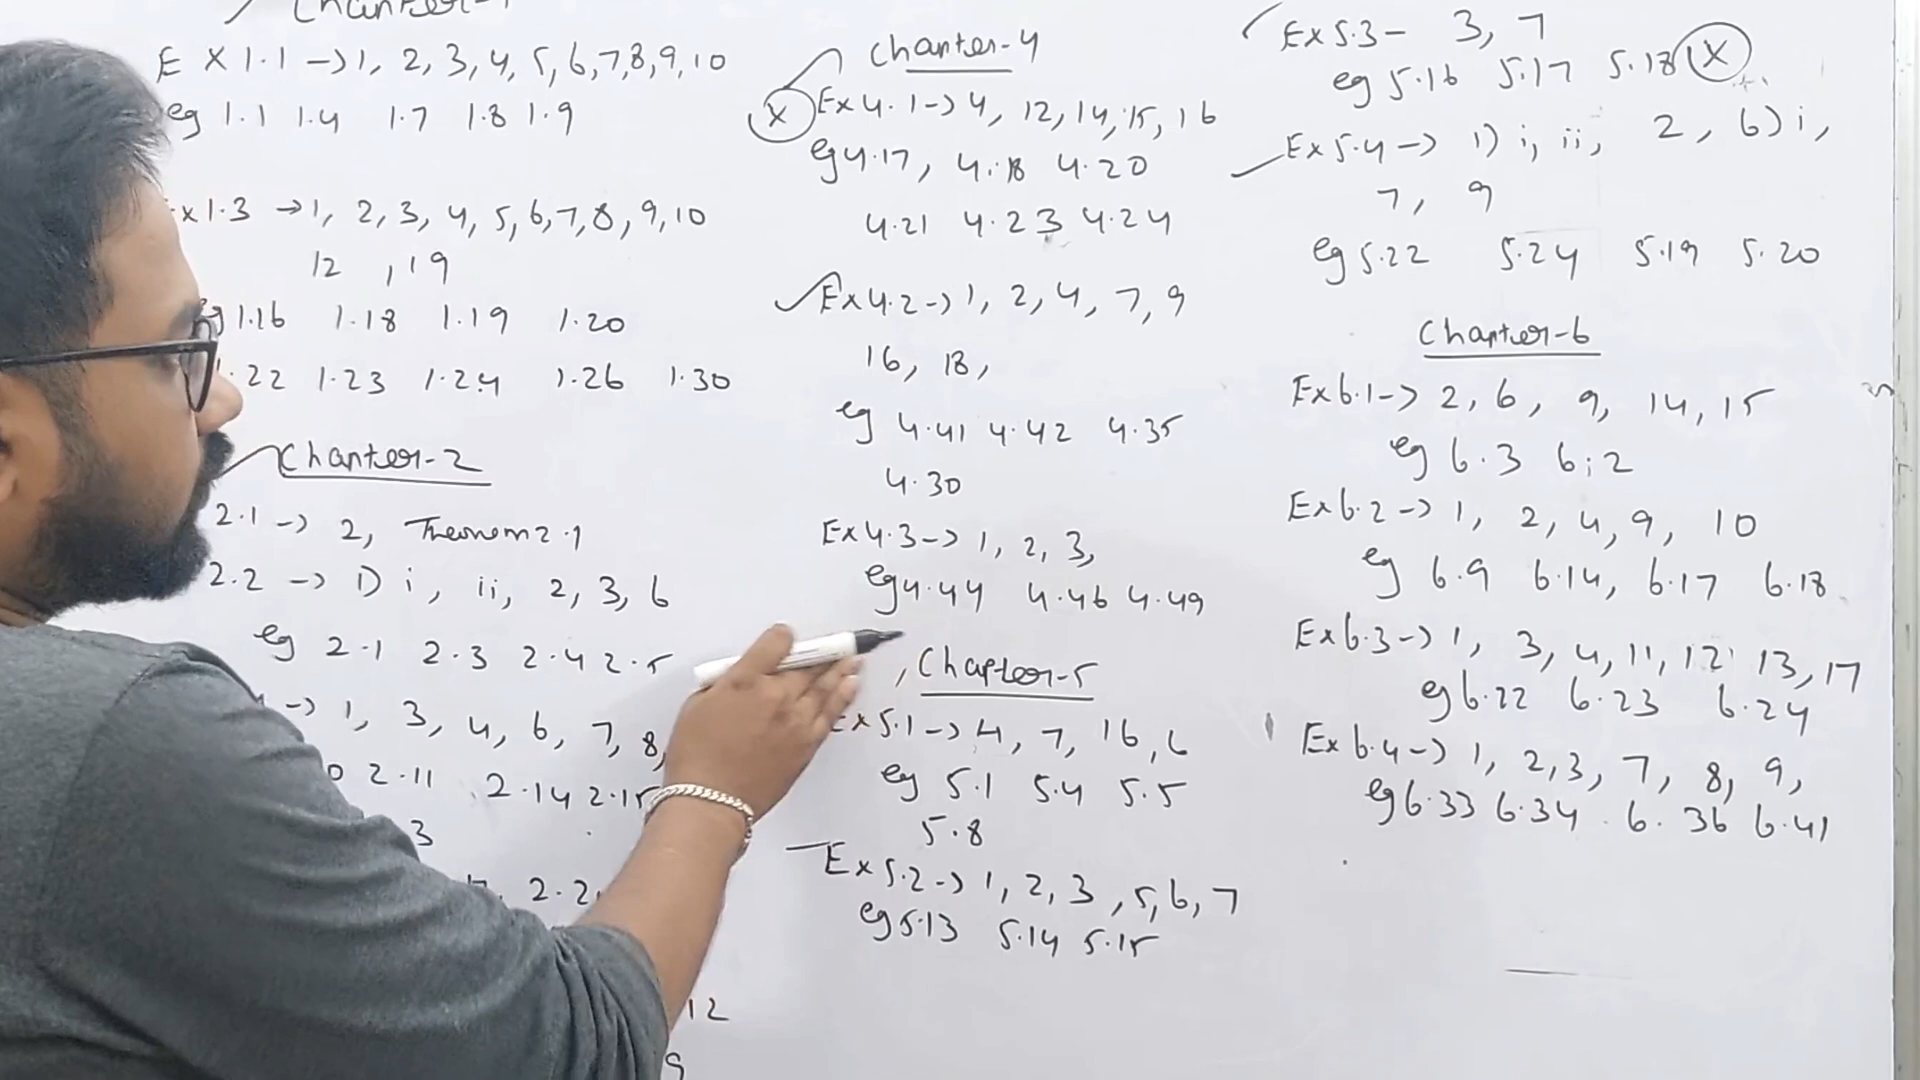 Chapter-1
EX 1.1 → 1, 2, 3, 4, 5, 6, 7, 8, 9, 10
eg 1.1 1.4 1.7 1.8 1.9
x 1.3 → 1, 2, 3, 4, 5, 6, 7, 8, 9, 10
12 , 19
g 1.16 1.18 1.19 1.20
.22 1.23 1.24 1.26 1.30
Chapter-2
2.1 → 2, Theorem 2.1
2.2 → 1) i, ii, 2, 3, 6
eg 2.1 2.3 2.4 2.5
→ 1, 3, 4, 6, 7, 8,
0 2.11 2.14 2.15
3
2.2
12
9
Chapter-4
X Ex 4.1 → 4, 12, 14, 15, 16
eg 4.17, 4.18 4.20
4.21 4.23 4.24
Ex 4.2 → 1, 2, 4, 7, 9
16, 18,
eg 4.41 4.42 4.35
4.30
Ex 4.3 → 1, 2, 3,
eg 4.44 4.46 4.49
Chapter-5
Ex 5.1 → 4, 7, 16, 6
eg 5.1 5.4 5.5
5.8
Ex 5.2 → 1, 2, 3, 5, 6, 7
eg 5.13 5.14 5.15
Ex 5.3 - 3, 7
eg 5.16 5.17 5.18 X
Ex 5.4 → 1) i, ii, 2, 6) i,
7, 9
eg 5.22 5.24 5.19 5.20
Chapter-6
Ex 6.1 → 2, 6, 9, 14, 15
eg 6.3 6;2
Ex 6.2 → 1, 2, 4, 9, 10
eg 6.9 6.14, 6.17 6.18
Ex 6.3 → 1, 3, 4, 11, 12 13, 17
eg 6.22 6.23 6.24
Ex 6.4 → 1, 2, 3, 7, 8, 9,
eg 6.33 6.34 6.36 6.41